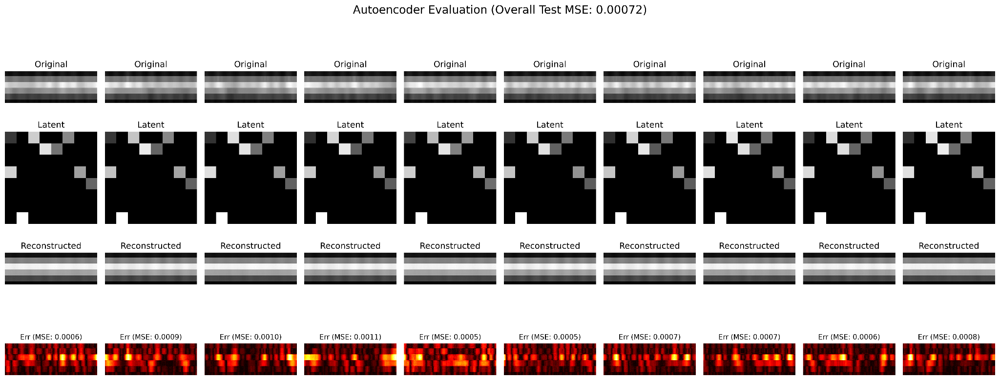 Autoencoder Evaluation (Overall Test MSE: 0.00072)
Original Original Original Original Original Original Original Original Original Original
Latent Latent Latent Latent Latent Latent Latent Latent Latent Latent
Reconstructed Reconstructed Reconstructed Reconstructed Reconstructed Reconstructed Reconstructed Reconstructed Reconstructed Reconstructed
Err (MSE: 0.0006) Err (MSE: 0.0009) Err (MSE: 0.0010) Err (MSE: 0.0011) Err (MSE: 0.0005) Err (MSE: 0.0005) Err (MSE: 0.0007) Err (MSE: 0.0007) Err (MSE: 0.0006) Err (MSE: 0.0008)